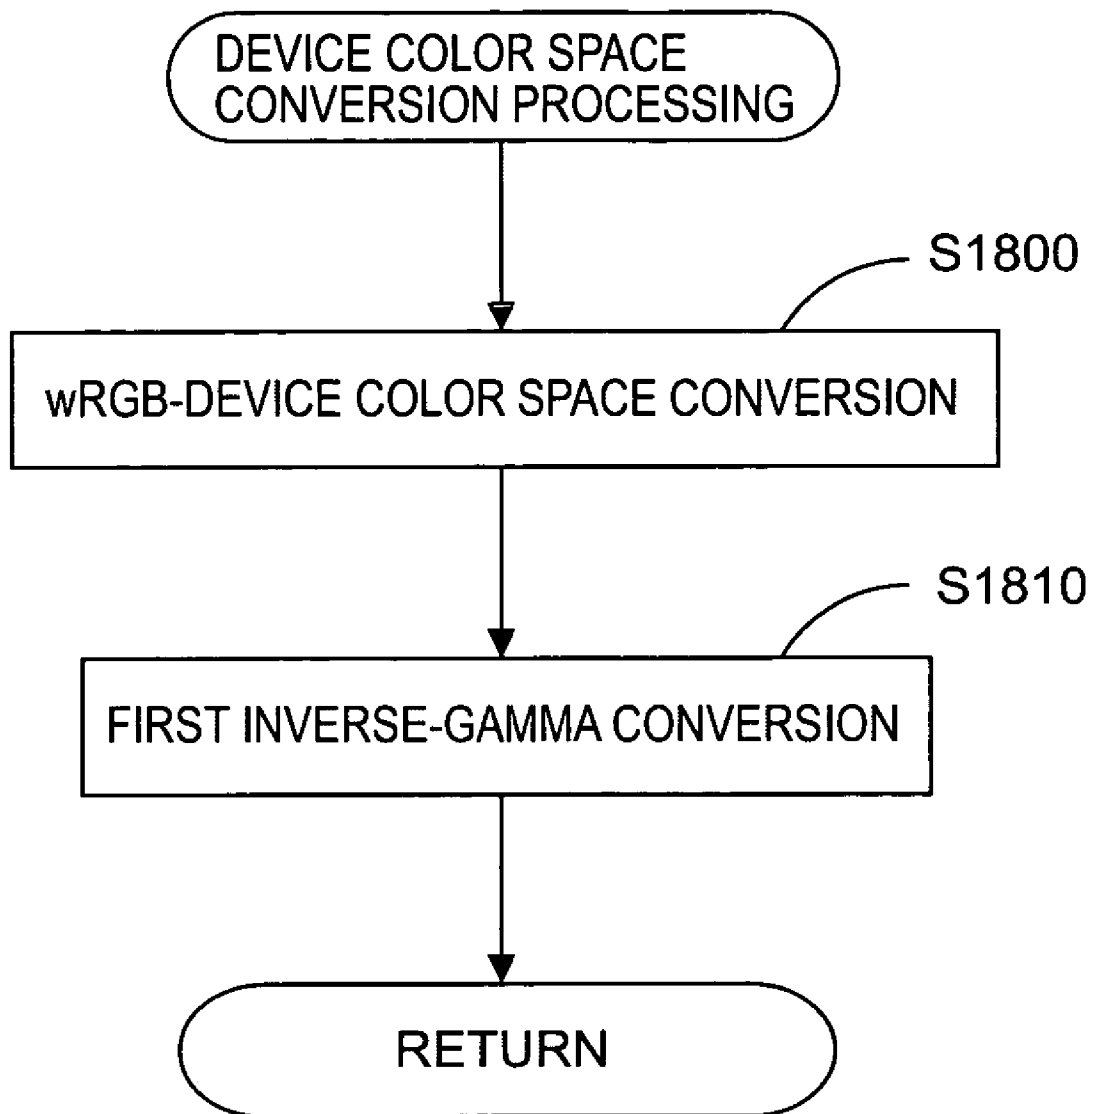 DEVICE COLOR SPACE
CONVERSION PROCESSING
S1800
wRGB-DEVICE COLOR SPACE CONVERSION
S1810
FIRST INVERSE-GAMMA CONVERSION
RETURN